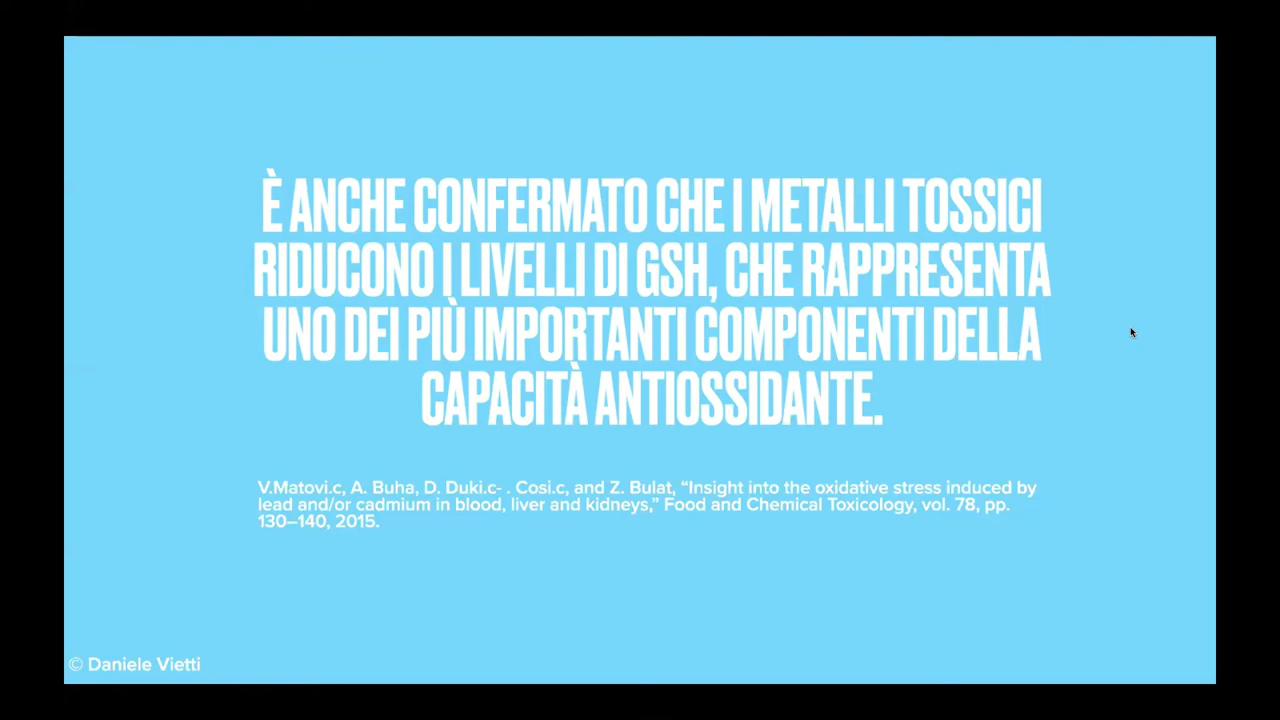 È ANCHE CONFERMATO CHE I METALLI TOSSICI
RIDUCONO I LIVELLI DI GSH, CHE RAPPRESENTA
UNO DEI PIÙ IMPORTANTI COMPONENTI DELLA
CAPACITÀ ANTIOSSIDANTE.
V.Matovi.c, A. Buha, D. Duki.c- . Cosi.c, and Z. Bulat, “Insight into the oxidative stress induced by
lead and/or cadmium in blood, liver and kidneys,” Food and Chemical Toxicology, vol. 78, pp.
130–140, 2015.
© Daniele Vietti